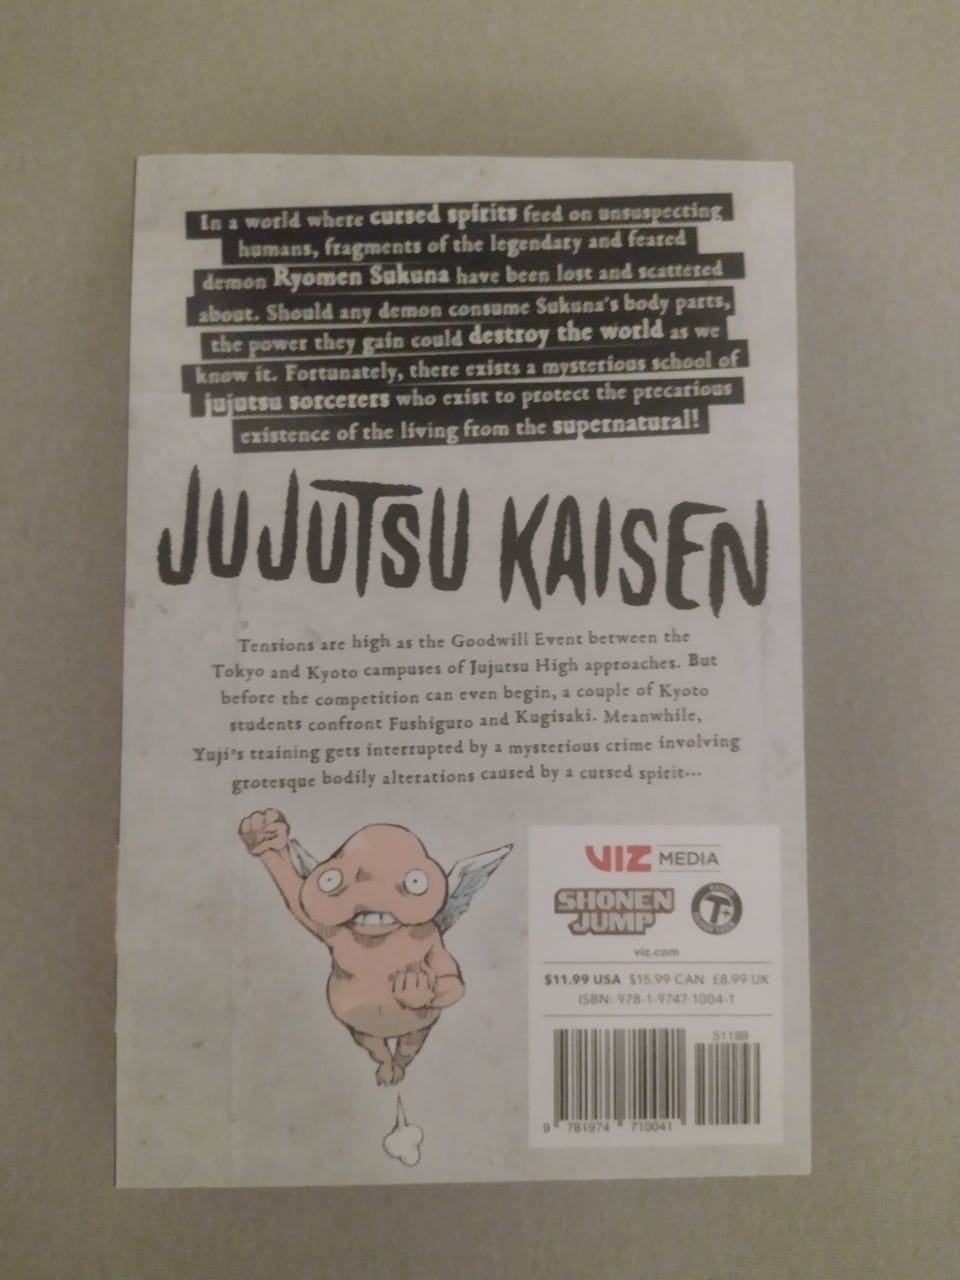 In a world where cursed spirits feed on unsuspecting
humans, fragments of the legendary and feared
demon Ryomen Sukuna have been lost and scattered
about. Should any demon consume Sukuna's body parts,
the power they gain could destroy the world as we
know it. Fortunately, there exists a mysterious school of
jujutsu sorcerers who exist to protect the precarious
existence of the living from the supernatural!
JUJUTSU KAISEN
Tensions are high as the Goodwill Event between the
Tokyo and Kyoto campuses of Jujutsu High approaches. But
before the competition can even begin, a couple of Kyoto
students confront Fushiguro and Kugisaki. Meanwhile,
Yuji's training gets interrupted by a mysterious crime involving
grotesque bodily alterations caused by a cursed spirit...
VIZ MEDIA
SHONEN
JUMP
RATED
T+
OLDER TEEN
viz.com
$11.99 USA $15.99 CAN £8.99 UK
ISBN: 978-1-9747-1004-1
51199
9 781974 710041